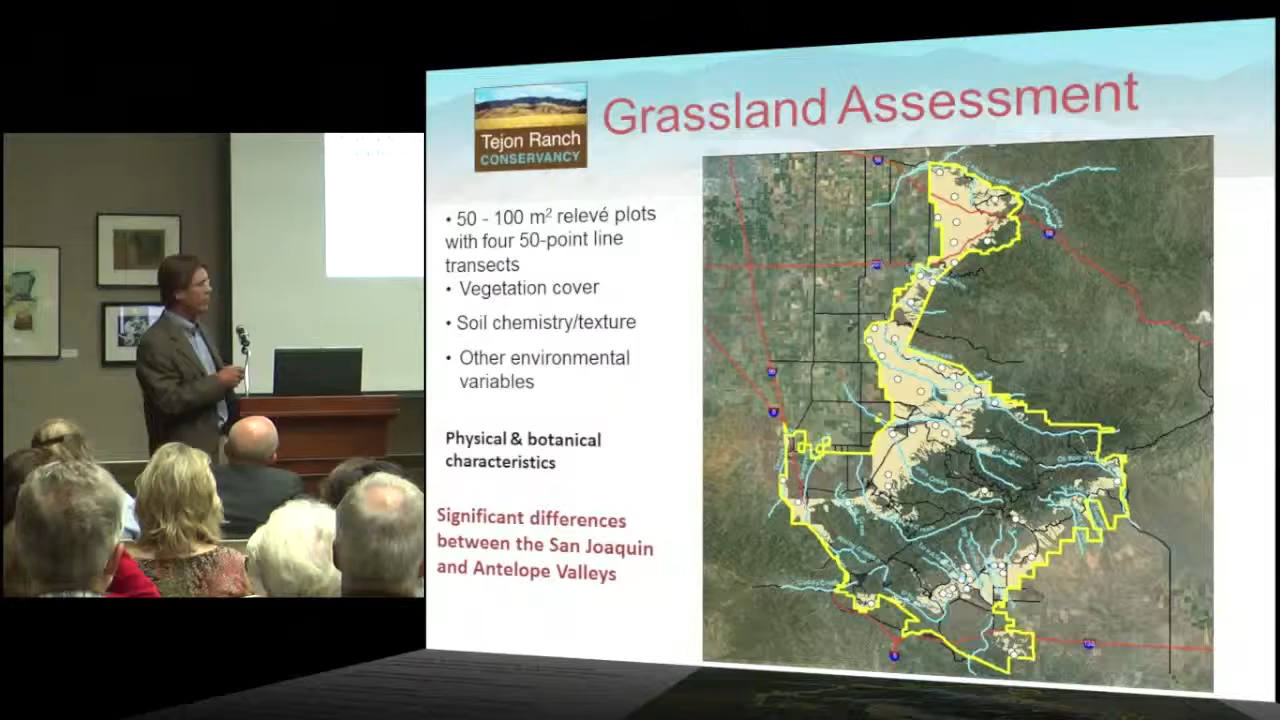 Grassland Assessment
Tejon Ranch
CONSERVANCY
• 50 - 100 m² relevé plots
with four 50-point line
transects
• Vegetation cover
• Soil chemistry/texture
• Other environmental
variables
Physical & botanical
characteristics
Significant differences
between the San Joaquin
and Antelope Valleys